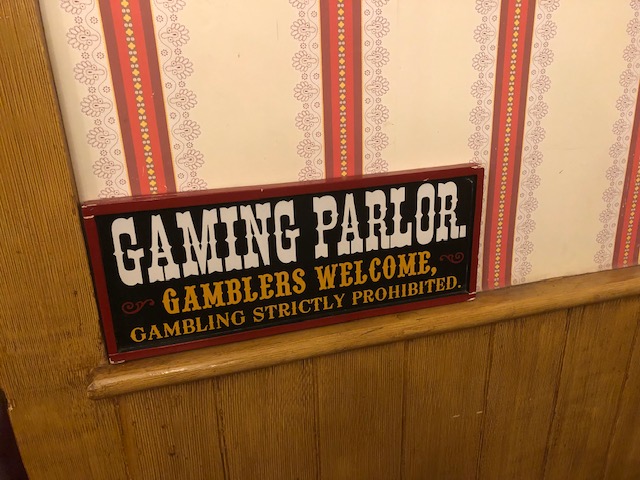 GAMING PARLOR.
GAMBLERS WELCOME,
GAMBLING STRICTLY PROHIBITED.